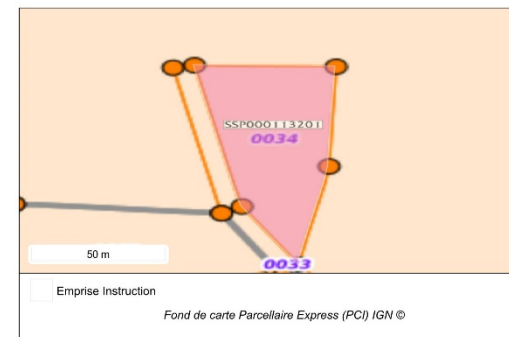 SSP000113201
0034
0033
50 m
Emprise Instruction
Fond de carte Parcellaire Express (PCI) IGN ©